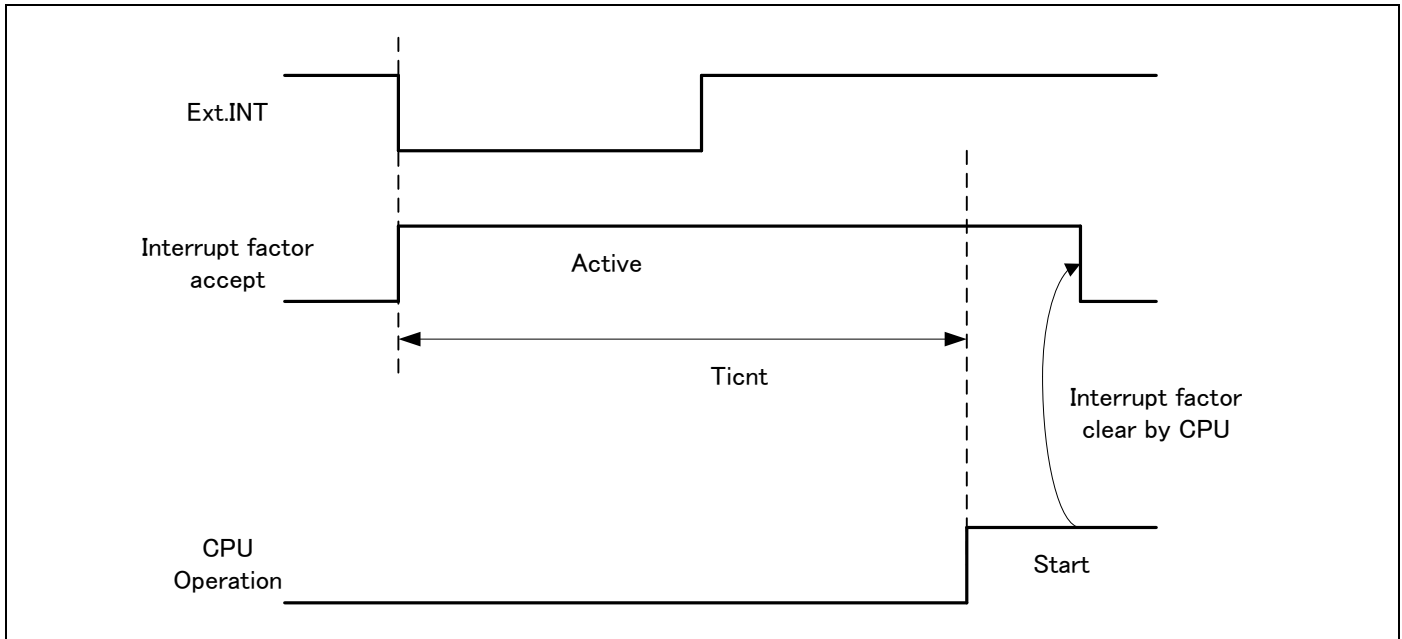 Ext.INT
Interrupt factor
accept
Active
Ticnt
Interrupt factor
clear by CPU
CPU
Operation
Start